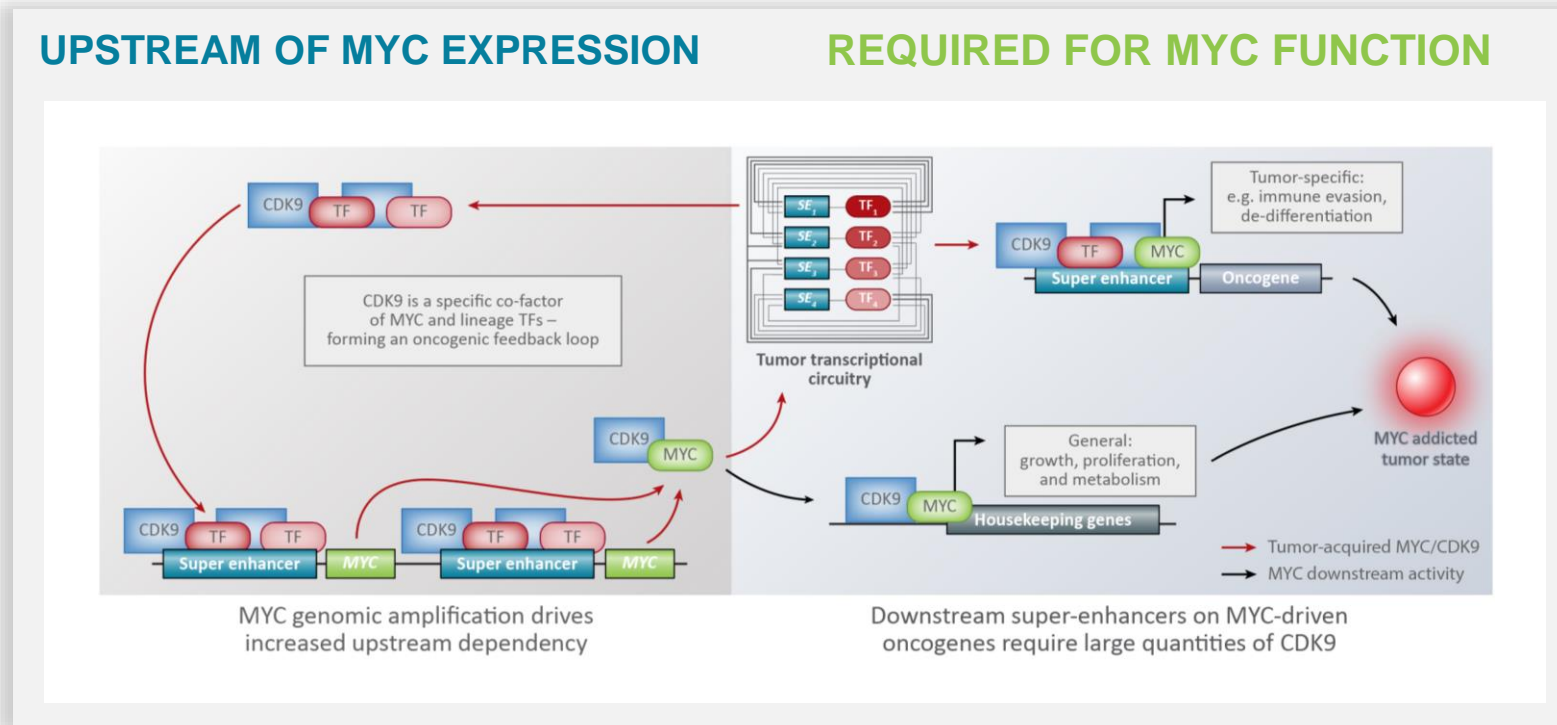 UPSTREAM OF MYC EXPRESSION
REQUIRED FOR MYC FUNCTION
CDK9
TF
TF
CDK9 is a specific co-factor
of MYC and lineage TFs –
forming an oncogenic feedback loop
CDK9
MYC
CDK9
TF
TF
Super enhancer
MYC
CDK9
TF
TF
Super enhancer
MYC
MYC genomic amplification drives
increased upstream dependency
SE1
TF1
SE2
TF2
SE3
TF3
SE4
TF4
Tumor transcriptional
circuitry
Tumor-specific:
e.g. immune evasion,
de-differentiation
CDK9
TF
MYC
Super enhancer
Oncogene
MYC addicted
tumor state
General:
growth, proliferation,
and metabolism
CDK9
MYC
Housekeeping genes
Tumor-acquired MYC/CDK9
MYC downstream activity
Downstream super-enhancers on MYC-driven
oncogenes require large quantities of CDK9